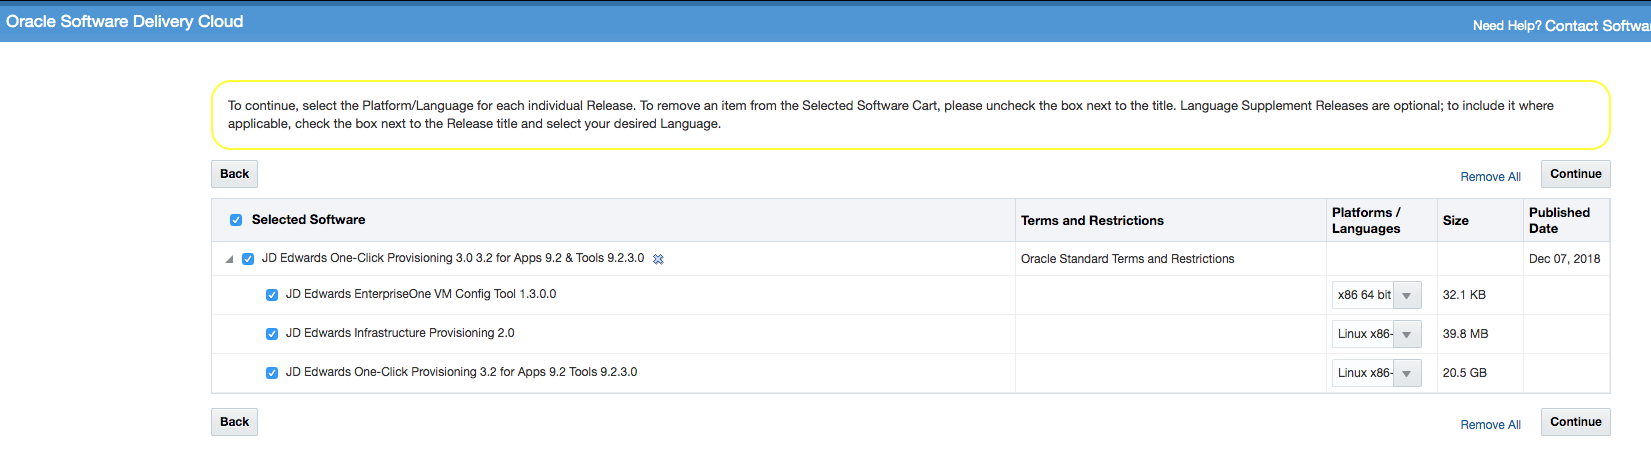 Oracle Software Delivery Cloud
Need Help? Contact Softwa
To continue, select the Platform/Language for each individual Release. To remove an item from the Selected Software Cart, please uncheck the box next to the title. Language Supplement Releases are optional; to include it where
applicable, check the box next to the Release title and select your desired Language.
Back
Remove All
Continue
Selected Software
Terms and Restrictions
Platforms /
Languages
Size
Published
Date
JD Edwards One-Click Provisioning 3.0 3.2 for Apps 9.2 & Tools 9.2.3.0
Oracle Standard Terms and Restrictions
Dec 07, 2018
JD Edwards EnterpriseOne VM Config Tool 1.3.0.0
x86 64 bit
32.1 KB
JD Edwards Infrastructure Provisioning 2.0
Linux x86-
39.8 MB
JD Edwards One-Click Provisioning 3.2 for Apps 9.2 Tools 9.2.3.0
Linux x86-
20.5 GB
Back
Remove All
Continue